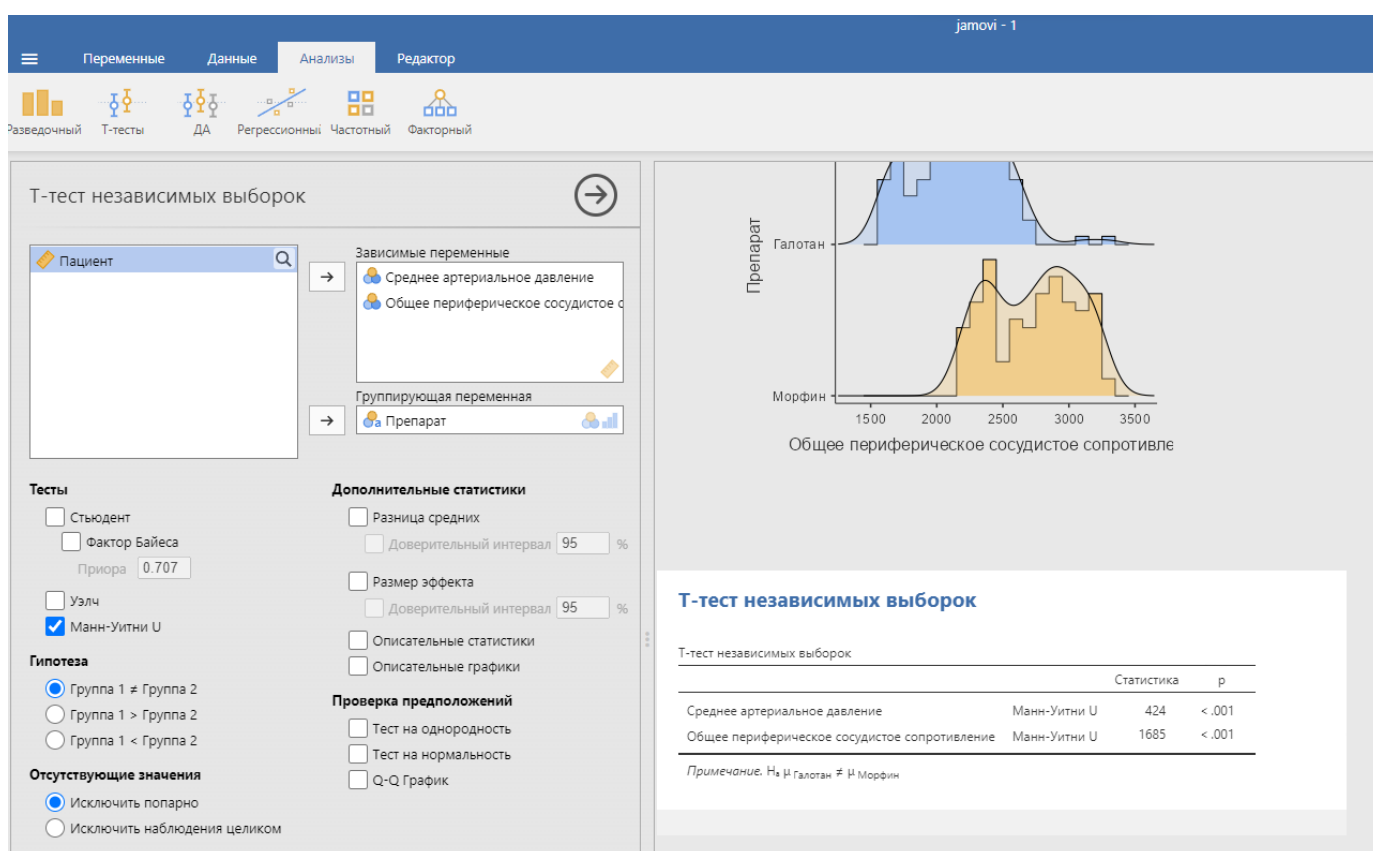 jamovi - 1
Переменные Данные Анализы Редактор
Разведочный Т-тесты ДА Регрессионный Частотный Факторный
Т-тест независимых выборок
Пациент
Зависимые переменные
Среднее артериальное давление
Общее периферическое сосудистое с
Группирующая переменная
a Препарат
Тесты
Стьюдент
Фактор Байеса
Приора 0.707
Уэлч
Манн-Уитни U
Гипотеза
Группа 1 ≠ Группа 2
Группа 1 > Группа 2
Группа 1 < Группа 2
Отсутствующие значения
Исключить попарно
Исключить наблюдения целиком
Дополнительные статистики
Разница средних
Доверительный интервал 95 %
Размер эффекта
Доверительный интервал 95 %
Описательные статистики
Описательные графики
Проверка предположений
Тест на однородность
Тест на нормальность
Q-Q График
Препарат
Галотан
Морфин
1500 2000 2500 3000 3500
Общее периферическое сосудистое сопротивле
Т-тест независимых выборок
Т-тест независимых выборок
Статистика p
Среднее артериальное давление Манн-Уитни U 424 < .001
Общее периферическое сосудистое сопротивление Манн-Уитни U 1685 < .001
Примечание. Hₐ μ Галотан ≠ μ Морфин